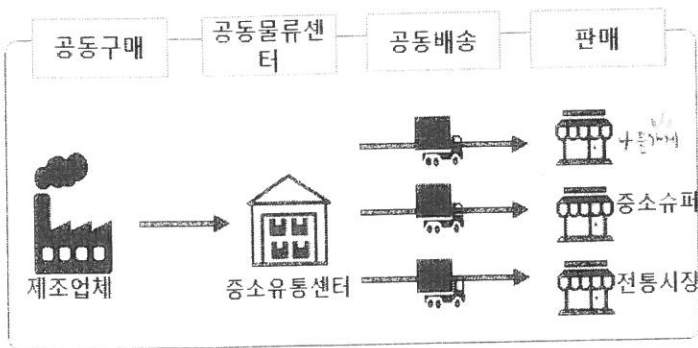 공동구매
공동물류센
터
공동배송
판매
중소슈퍼
제조업체
중소유통센터
전통시장